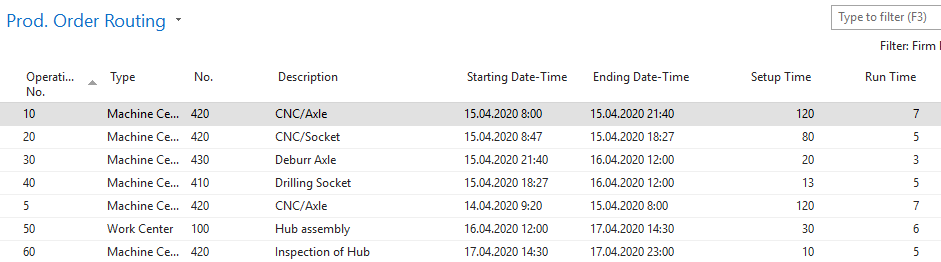 Prod. Order Routing
Type to filter (F3)
Filter: Firm
Operati... No. Type No. Description Starting Date-Time Ending Date-Time Setup Time Run Time
10 Machine Ce... 420 CNC/Axle 15.04.2020 8:00 15.04.2020 21:40 120 7
20 Machine Ce... 420 CNC/Socket 15.04.2020 8:47 15.04.2020 18:27 80 5
30 Machine Ce... 430 Deburr Axle 15.04.2020 21:40 16.04.2020 12:00 20 3
40 Machine Ce... 410 Drilling Socket 15.04.2020 18:27 16.04.2020 12:00 13 5
5 Machine Ce... 420 CNC/Axle 14.04.2020 9:20 15.04.2020 8:00 120 7
50 Work Center 100 Hub assembly 16.04.2020 12:00 17.04.2020 14:30 30 6
60 Machine Ce... 420 Inspection of Hub 17.04.2020 14:30 17.04.2020 23:00 10 5